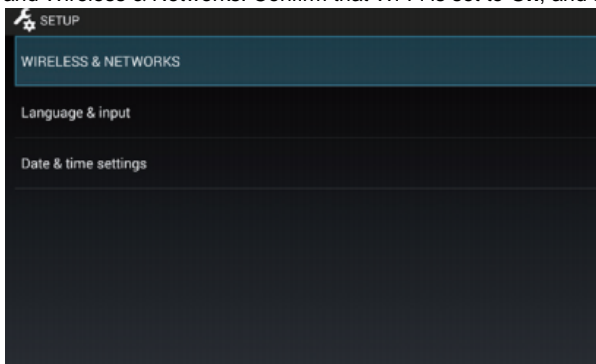 and Wireless & Networks. Confirm that Wi-Fi is set to On, and
SETUP
WIRELESS & NETWORKS
Language & input
Date & time settings